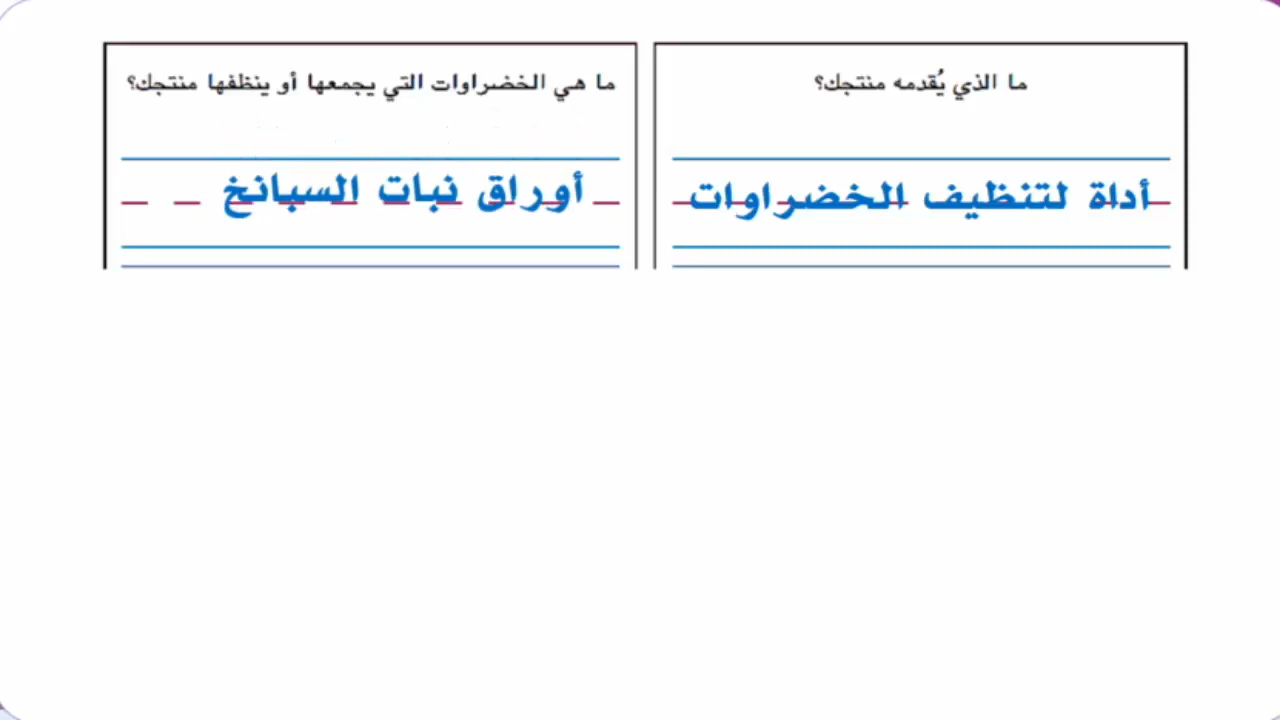 ما الذي يُقدمه منتجك؟
أداة لتنظيف الخضراوات
ما هي الخضراوات التي يجمعها أو ينظفها منتجك؟
أوراق نبات السبانخ